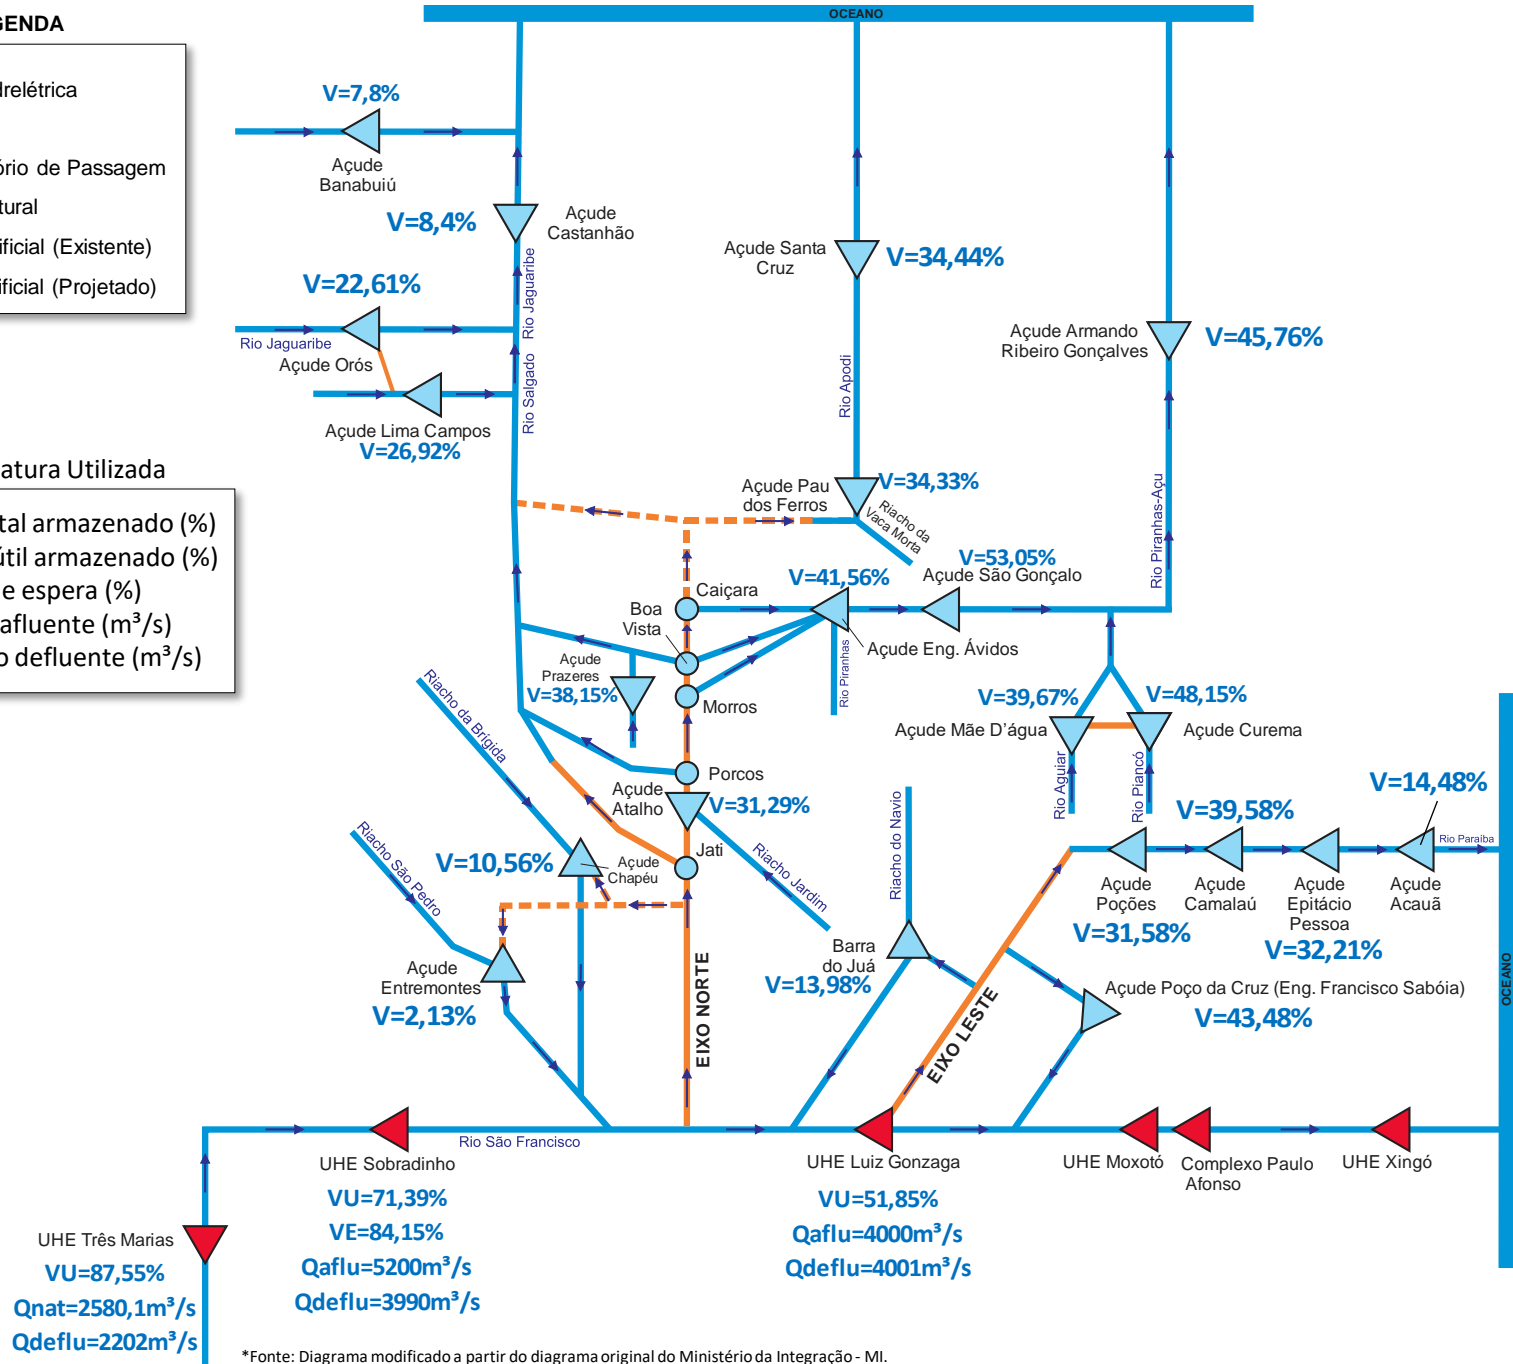 OCEANO
GENDA
drelétrica
ório de Passagem
tural
ificial (Existente)
ificial (Projetado)
V=7,8%
Açude
Banabuiú
V=8,4%
Açude
Castanhão
Rio Jaguaribe
V=22,61%
Rio Jaguaribe
Açude Orós
Rio Salgado
Açude Lima Campos
V=26,92%
Açude Santa
Cruz
V=34,44%
Rio Apodi
Açude Armando
Ribeiro Gonçalves
V=45,76%
Rio Piranhas-Açu
atura Utilizada
tal armazenado (%)
útil armazenado (%)
e espera (%)
afluente (m³/s)
o defluente (m³/s)
Açude Pau
dos Ferros
V=34,33%
Riacho da
Vaca Morta
V=53,05%
Açude São Gonçalo
V=41,56%
Caiçara
Boa
Vista
Açude Eng. Ávidos
Rio Piranhas
Açude
Prazeres
V=38,15%
Morros
Riacho da Brígida
V=39,67%
V=48,15%
Açude Mãe D'água
Açude Curema
Rio Aguiar
Rio Piancó
Porcos
Açude
Atalho
V=31,29%
Jati
Riacho Jardim
Riacho do Navio
Riacho São Pedro
V=10,56%
Açude
Chapéu
V=14,48%
V=39,58%
Rio Paraíba
Açude
Poções
V=31,58%
Açude
Camalaú
Açude
Epitácio
Pessoa
V=32,21%
Açude
Acauã
Açude
Entremontes
V=2,13%
EIXO NORTE
Barra
do Juá
V=13,98%
EIXO LESTE
Açude Poço da Cruz (Eng. Francisco Sabóia)
V=43,48%
OCEANO
Rio São Francisco
UHE Sobradinho
VU=71,39%
VE=84,15%
Qaflu=5200m³/s
Qdeflu=3990m³/s
UHE Luiz Gonzaga
VU=51,85%
Qaflu=4000m³/s
Qdeflu=4001m³/s
UHE Moxotó
Complexo Paulo
Afonso
UHE Xingó
UHE Três Marias
VU=87,55%
Qnat=2580,1m³/s
Qdeflu=2202m³/s
*Fonte: Diagrama modificado a partir do diagrama original do Ministério da Integração - MI.